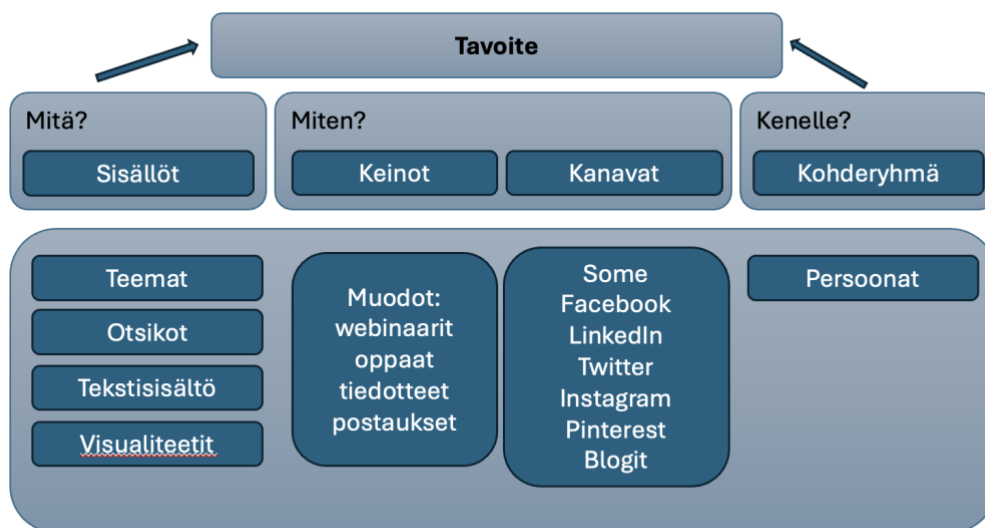 Tavoite
Mitä?
Sisällöt
Miten?
Keinot
Kanavat
Kenelle?
Kohderyhmä
Teemat
Otsikot
Tekstisisältö
Visualiteetit
Muodot:
webinaarit
oppaat
tiedotteet
postaukset
Some
Facebook
LinkedIn
Twitter
Instagram
Pinterest
Blogit
Persoonat